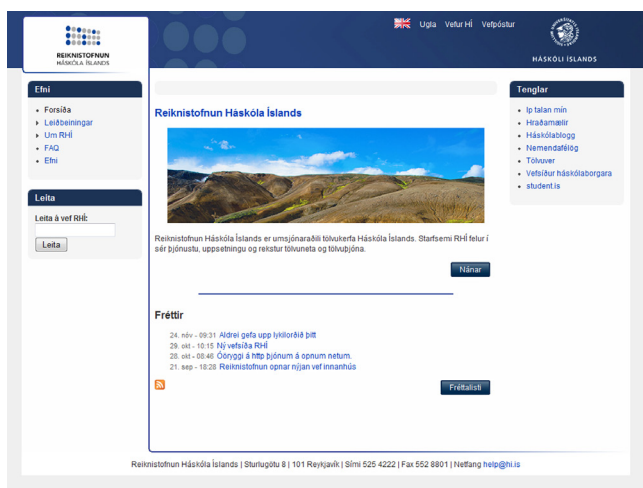 Ugla Vefur HÍ Vefpóstur
REIKNISTOFNUN
HÁSKÓLA ÍSLANDS
HÁSKÓLI ÍSLANDS
Efni
Forsíða
Leiðbeiningar
Um RHÍ
FAQ
Efni
Leita
Leita á vef RHÍ:
Leita
Reiknistofnun Háskóla Íslands
Reiknistofnun Háskóla Íslands er umsjónaraðili tölvukerfa Háskóla Íslands. Starfsemi RHÍ felur í
sér þjónustu, uppsetningu og rekstur tölvuneta og tölvuþjóna.
Nánar
Fréttir
24. nóv - 09:31 Aldrei gefa upp lykilorðið þitt
29. okt - 10:15 Ný vefsíða RHÍ
28. okt - 08:46 Óöryggi á http þjónum á opnum netum.
21. sep - 18:28 Reiknistofnun opnar nýjan vef innanhús
Fréttalisti
Tenglar
Ip talan mín
Hraðamælir
Háskólablogg
Nemendafélög
Tölvuver
Vefsíður háskólaborgara
student.is
Reiknistofnun Háskóla Íslands | Sturlugötu 8 | 101 Reykjavík | Sími 525 4222 | Fax 552 8801 | Netfang help@hi.is